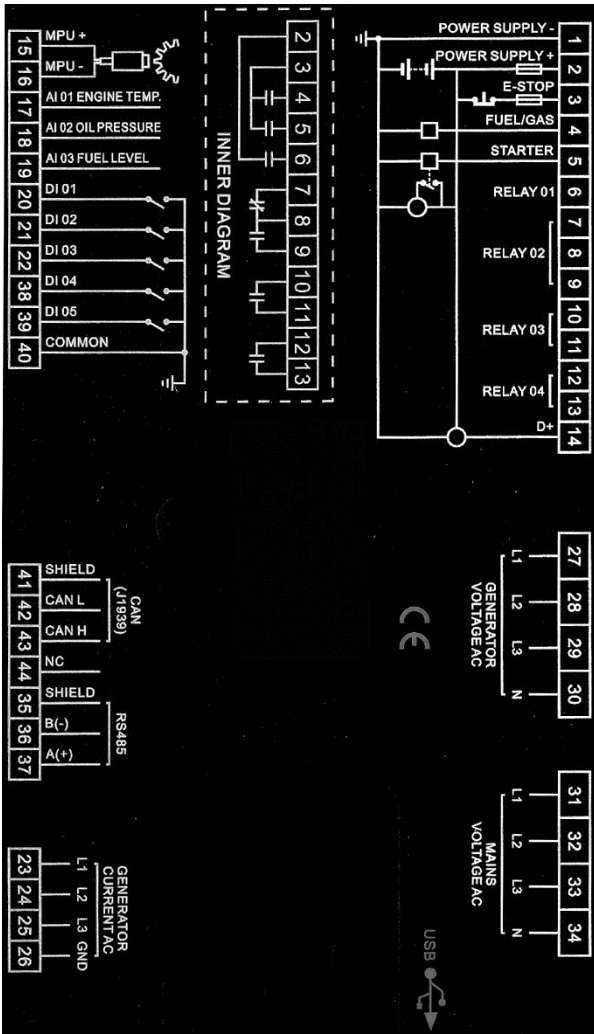 15 MPU +
16 MPU -
17 AI 01 ENGINE TEMP.
18 AI 02 OIL PRESSURE
19 AI 03 FUEL LEVEL
20 DI 01
21 DI 02
22 DI 03
38 DI 04
39 DI 05
40 COMMON
INNER DIAGRAM
2
3
4
5
6
7
8
9
10
11
12
13
POWER SUPPLY - 1
POWER SUPPLY + 2
E-STOP 3
FUEL/GAS 4
STARTER 5
RELAY 01 6
7
RELAY 02 8
9
10
RELAY 03
11
12
RELAY 04
13
D+ 14
41 SHIELD
42 CAN L
43 CAN H
CAN
(J1939)
44 NC
35 SHIELD
36 B(-)
37 A(+)
RS485
23 L1
24 L2
25 L3
26 GND
GENERATOR
CURRENT AC
CE
L1 27
L2 28
L3 29
N 30
GENERATOR
VOLTAGE AC
L1 31
L2 32
L3 33
N 34
MAINS
VOLTAGE AC
USB